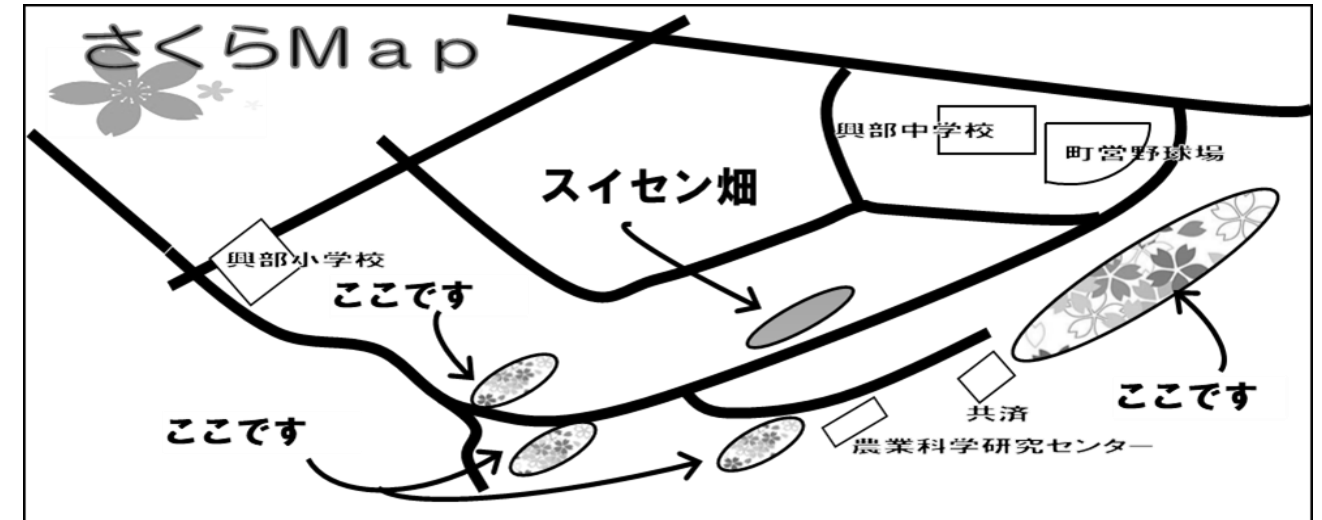 さくらMap
興部中学校
町営野球場
スイセン畑
興部小学校
ここです
ここです
ここです
共済
農業科学研究センター